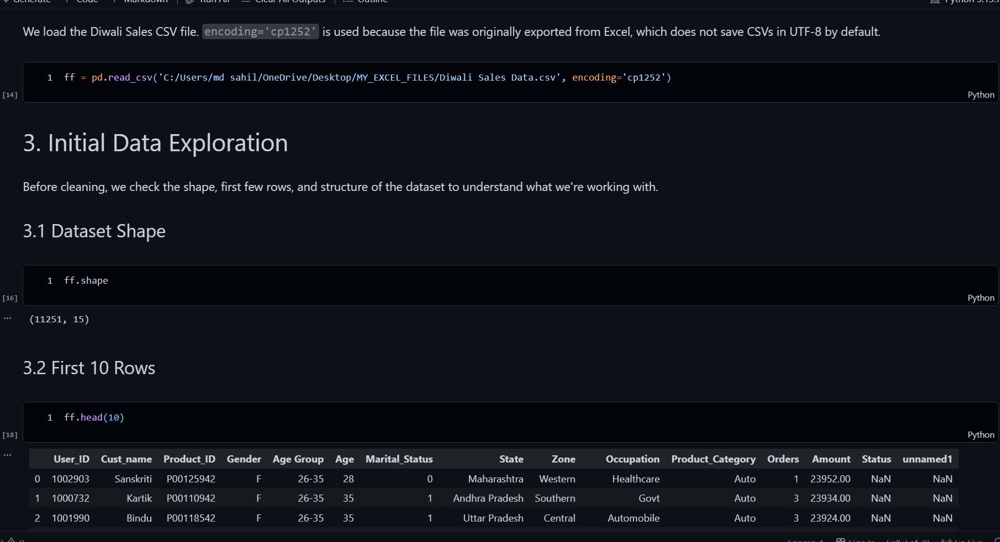 Generate Code Markdown Run All Clear All Outputs Outline
We load the Diwali Sales CSV file. encoding='cp1252' is used because the file was originally exported from Excel, which does not save CSVs in UTF-8 by default.
1 ff = pd.read_csv('C:/Users/md sahil/OneDrive/Desktop/MY_EXCEL_FILES/Diwali Sales Data.csv', encoding='cp1252')
[14] Python
3. Initial Data Exploration
Before cleaning, we check the shape, first few rows, and structure of the dataset to understand what we're working with.
3.1 Dataset Shape
1 ff.shape
[16] Python
... (11251, 15)
3.2 First 10 Rows
1 ff.head(10)
[18] Python
...
User_ID Cust_name Product_ID Gender Age Group Age Marital_Status State Zone Occupation Product_Category Orders Amount Status unnamed1
0 1002903 Sanskriti P00125942 F 26-35 28 0 Maharashtra Western Healthcare Auto 1 23952.00 NaN NaN
1 1000732 Kartik P00110942 F 26-35 35 1 Andhra Pradesh Southern Govt Auto 3 23934.00 NaN NaN
2 1001990 Bindu P00118542 F 26-35 35 1 Uttar Pradesh Central Automobile Auto 3 23924.00 NaN NaN